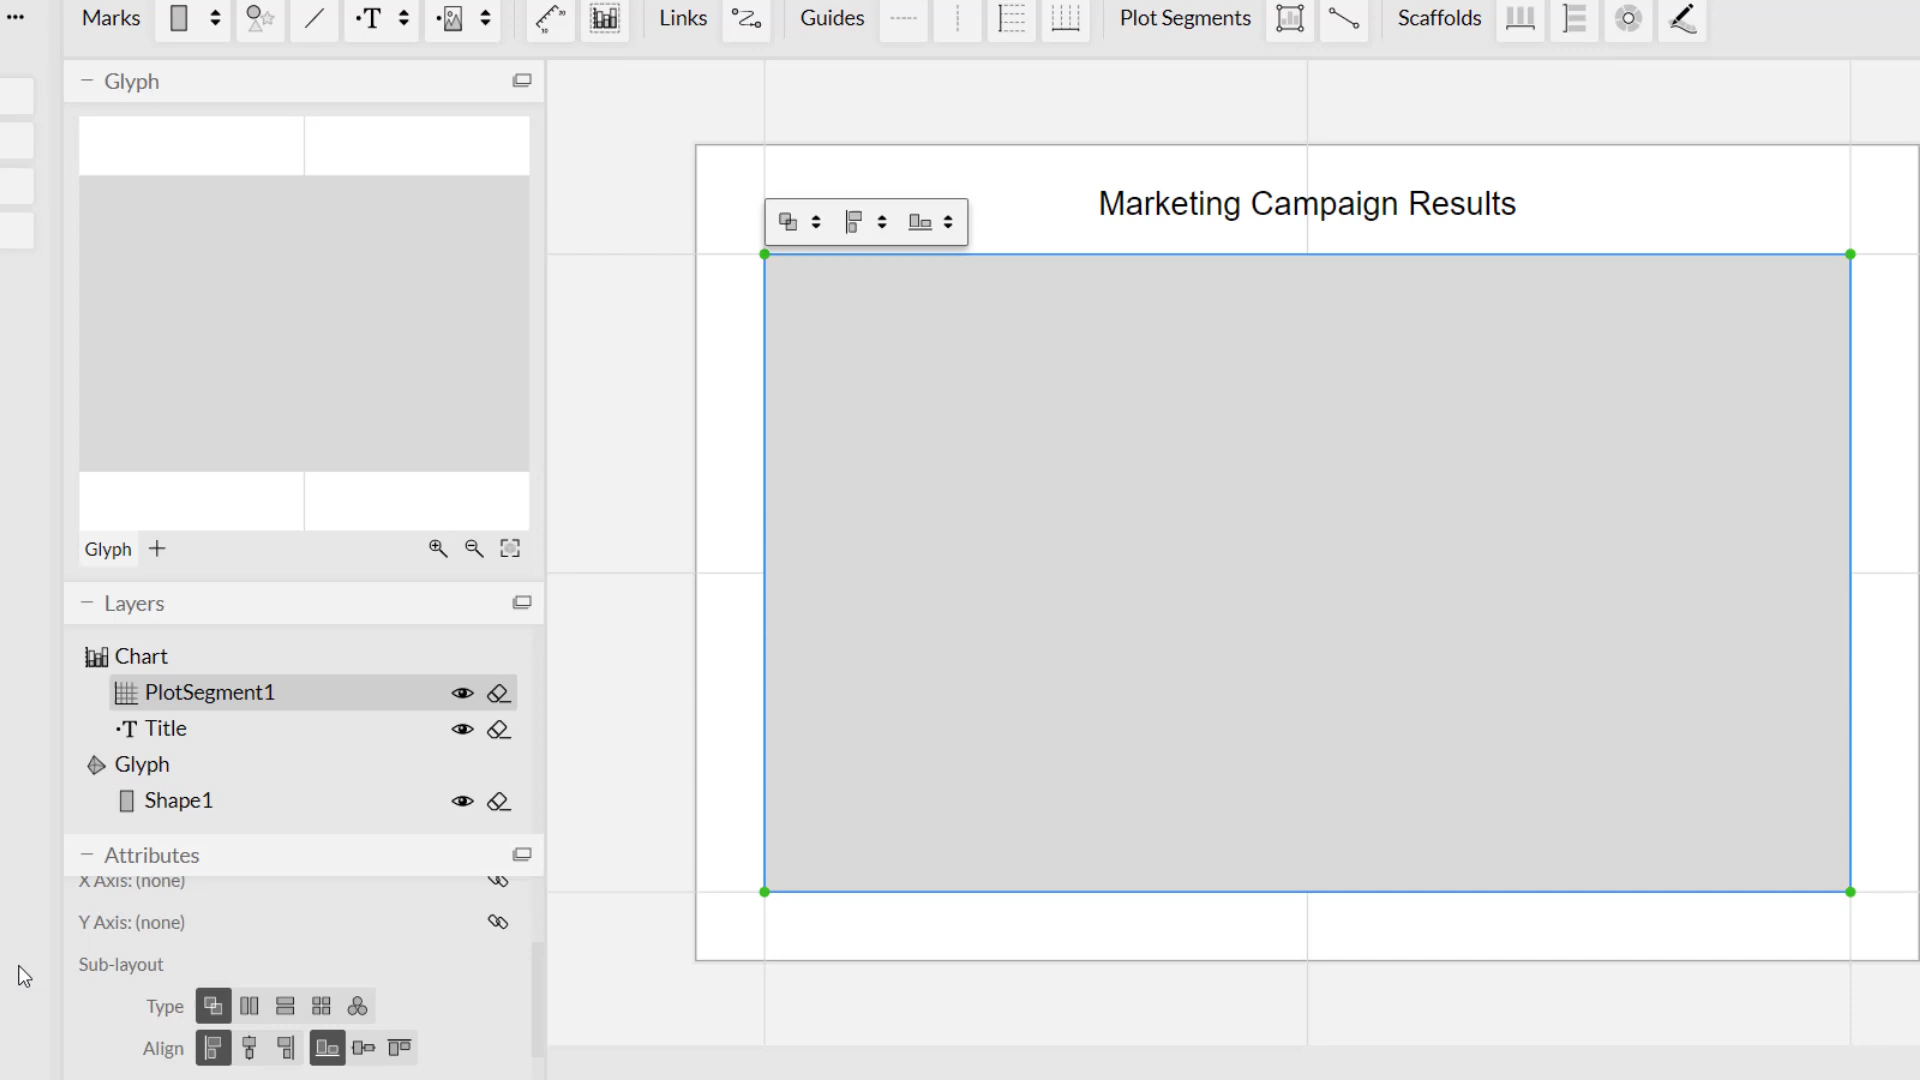 Marks
Links
Guides
Plot Segments
Scaffolds
Glyph
Marketing Campaign Results
Glyph
Layers
Chart
PlotSegment1
Title
Glyph
Shape1
Attributes
X Axis: (none)
Y Axis: (none)
Sub-layout
Type
Align